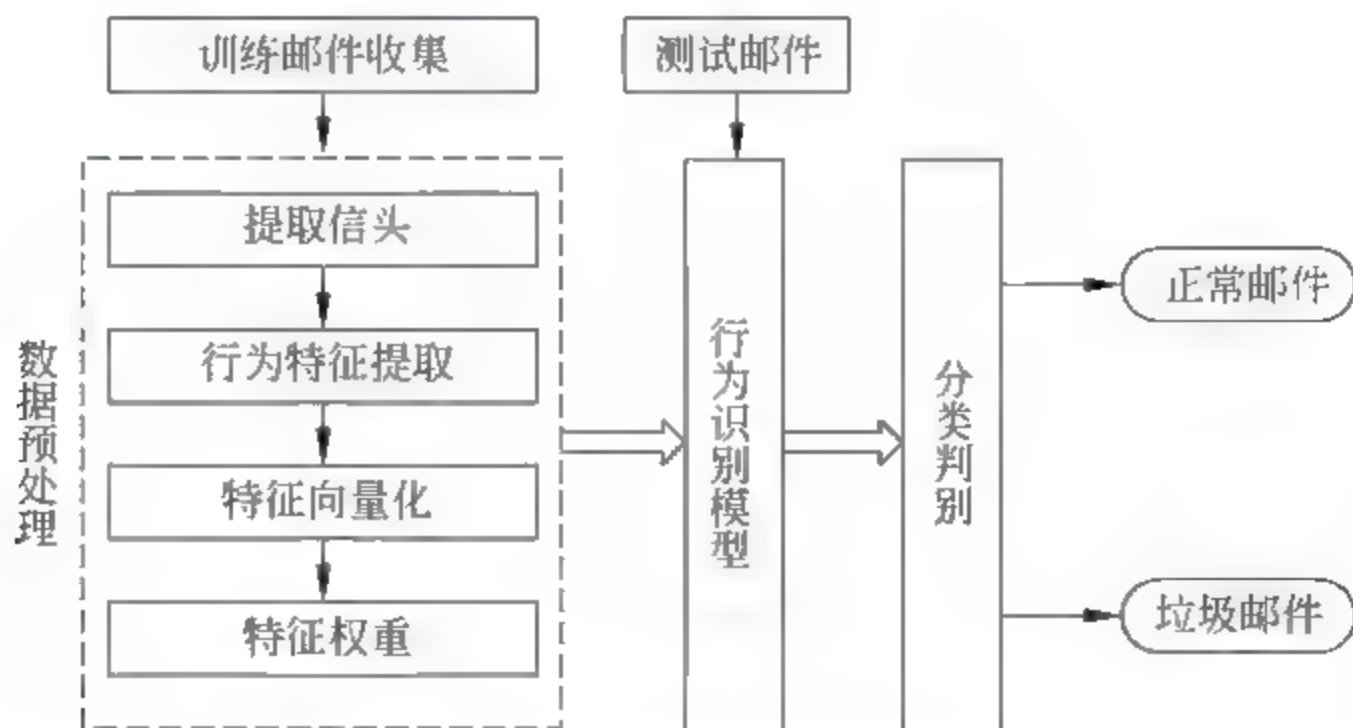 训练邮件收集
测试邮件
数据预处理
提取信头
行为特征提取
特征向量化
特征权重
行为识别模型
分类判别
正常邮件
垃圾邮件